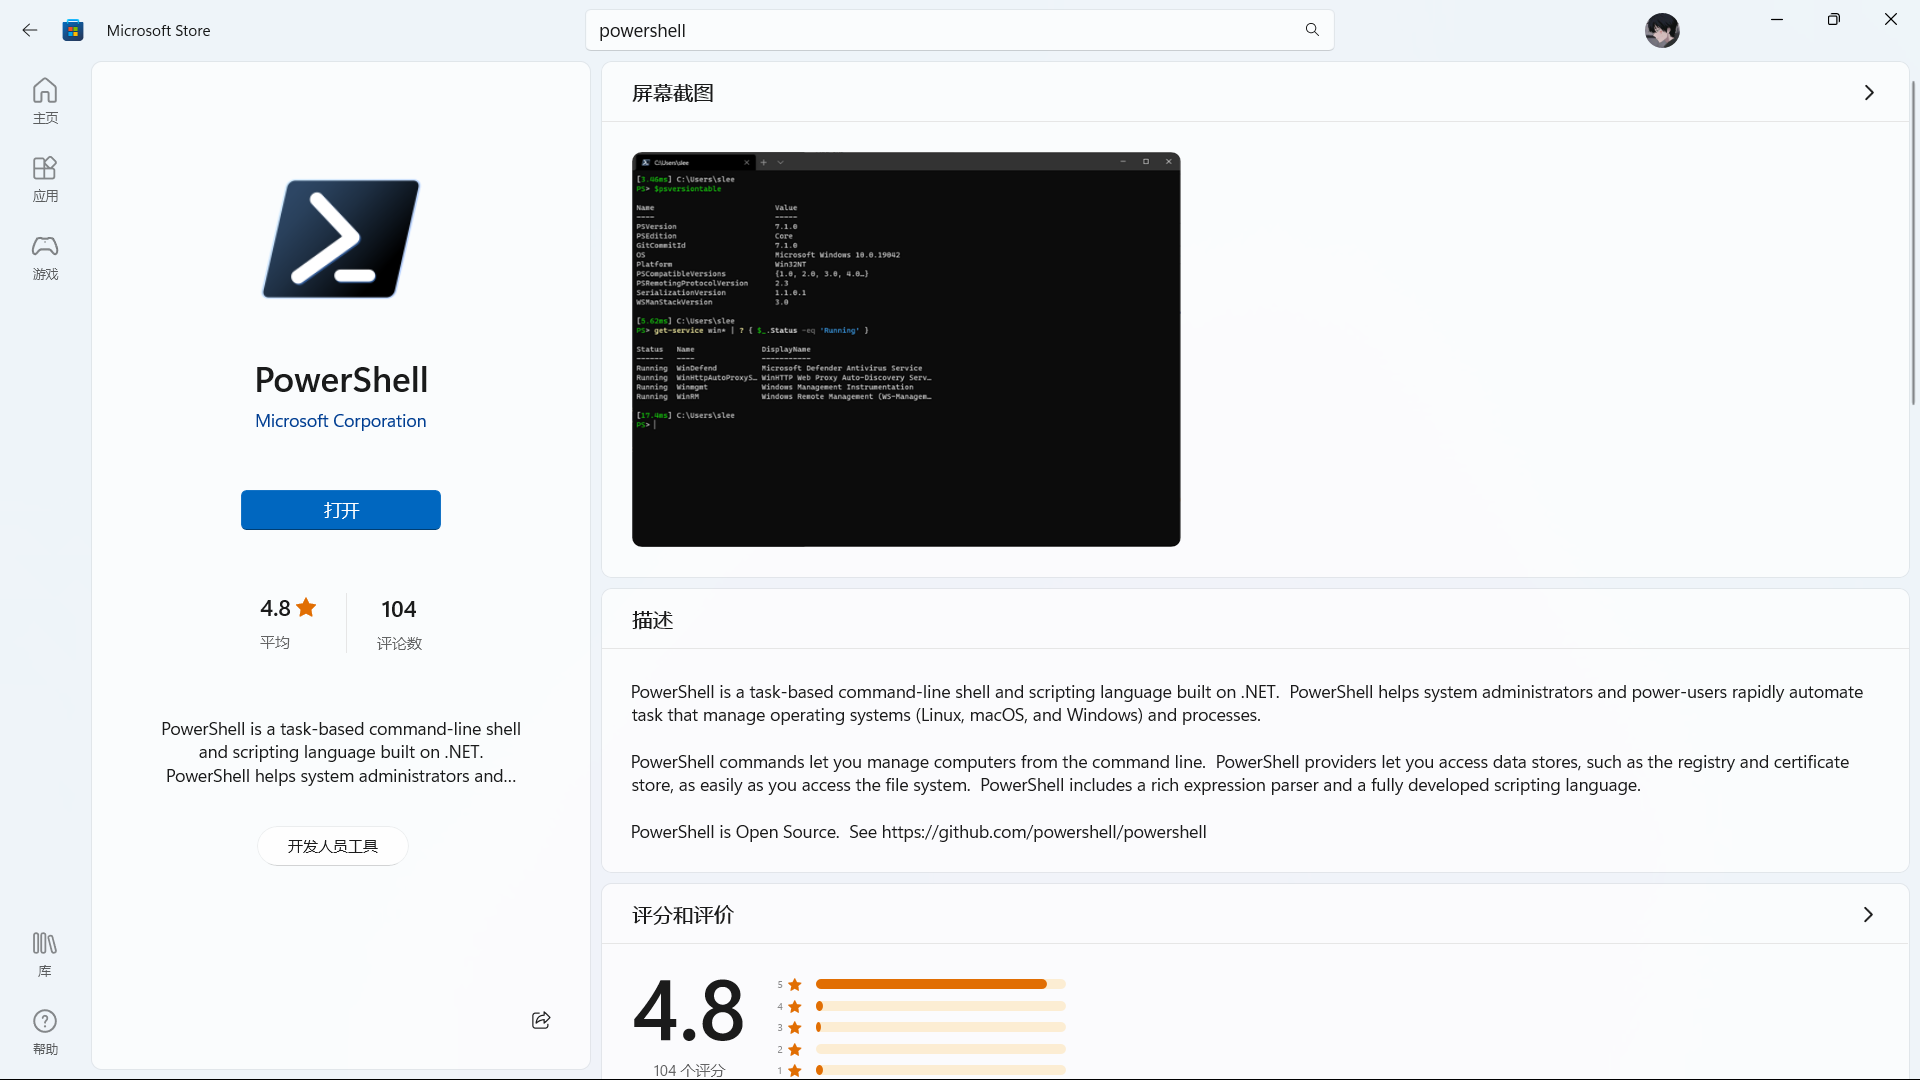 Microsoft Store
powershell
主页
应用
游戏
库
帮助
PowerShell
Microsoft Corporation
打开
4.8
平均
104
评论数
PowerShell is a task-based command-line shell
and scripting language built on .NET.
PowerShell helps system administrators and...
开发人员工具
屏幕截图
C:\Users\slee
[3.46ms] C:\Users\slee
PS> $psversiontable
Name Value
---- -----
PSVersion 7.1.0
PSEdition Core
GitCommitId 7.1.0
OS Microsoft Windows 10.0.19042
Platform Win32NT
PSCompatibleVersions {1.0, 2.0, 3.0, 4.0…}
PSRemotingProtocolVersion 2.3
SerializationVersion 1.1.0.1
WSManStackVersion 3.0
[5.62ms] C:\Users\slee
PS> get-service win* | ? { $_.Status -eq 'Running' }
Status Name DisplayName
------ ---- -----------
Running WinDefend Microsoft Defender Antivirus Service
Running WinHttpAutoProxyS… WinHTTP Web Proxy Auto-Discovery Serv…
Running Winmgmt Windows Management Instrumentation
Running WinRM Windows Remote Management (WS-Managem…
[17.4ms] C:\Users\slee
PS>
描述
PowerShell is a task-based command-line shell and scripting language built on .NET.  PowerShell helps system administrators and power-users rapidly automate
task that manage operating systems (Linux, macOS, and Windows) and processes.
PowerShell commands let you manage computers from the command line.  PowerShell providers let you access data stores, such as the registry and certificate
store, as easily as you access the file system.  PowerShell includes a rich expression parser and a fully developed scripting language.
PowerShell is Open Source.  See https://github.com/powershell/powershell
评分和评价
4.8
104 个评分
5
4
3
2
1